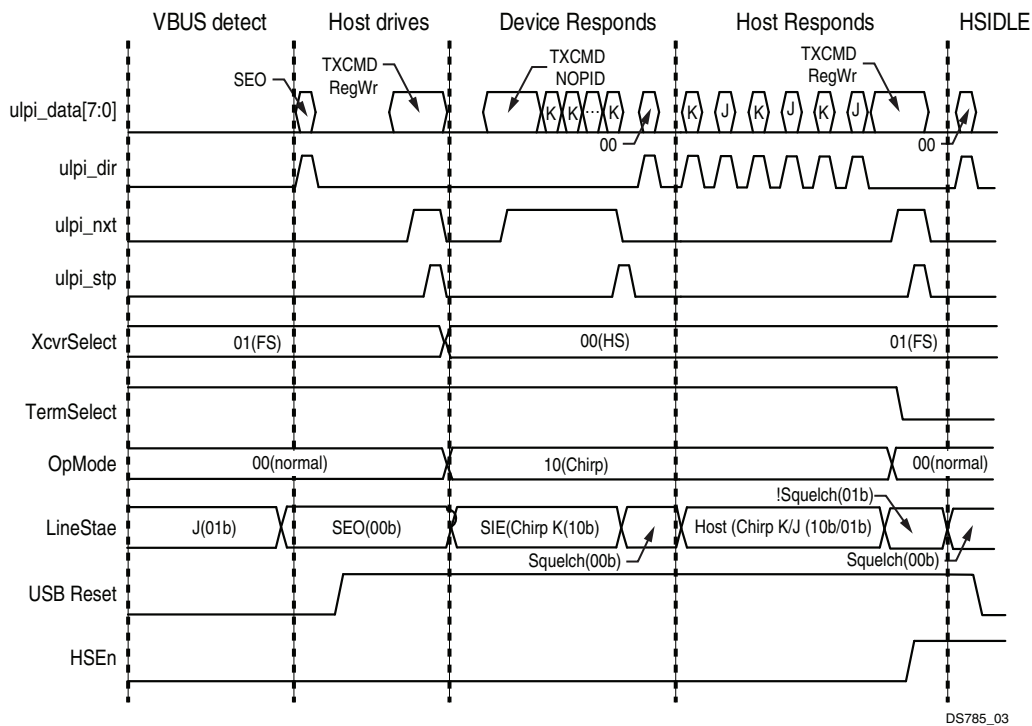 VBUS detect Host drives Device Responds Host Responds HSIDLE
SEO
TXCMD
RegWr
TXCMD
NOPID
TXCMD
RegWr
ulpi_data[7:0]
K K ... K K J K J K J
00
00
ulpi_dir
ulpi_nxt
ulpi_stp
XcvrSelect 01(FS) 00(HS) 01(FS)
TermSelect
OpMode 00(normal) 10(Chirp) 00(normal)
!Squelch(01b)
LineStae J(01b) SEO(00b) SIE(Chirp K(10b) Host (Chirp K/J (10b/01b)
Squelch(00b) Squelch(00b)
USB Reset
HSEn
DS785_03